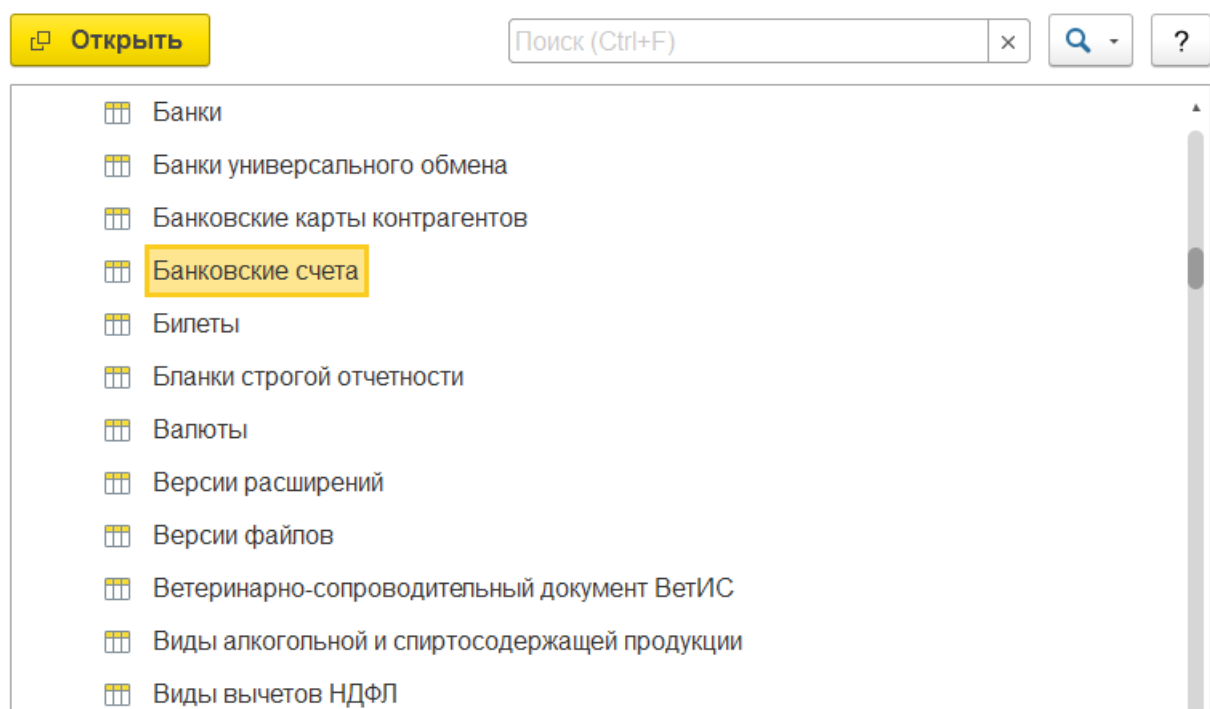 Открыть
Поиск (Ctrl+F)
×
?
Банки
Банки универсального обмена
Банковские карты контрагентов
Банковские счета
Билеты
Бланки строгой отчетности
Валюты
Версии расширений
Версии файлов
Ветеринарно-сопроводительный документ ВетИС
Виды алкогольной и спиртосодержащей продукции
Виды вычетов НДФЛ